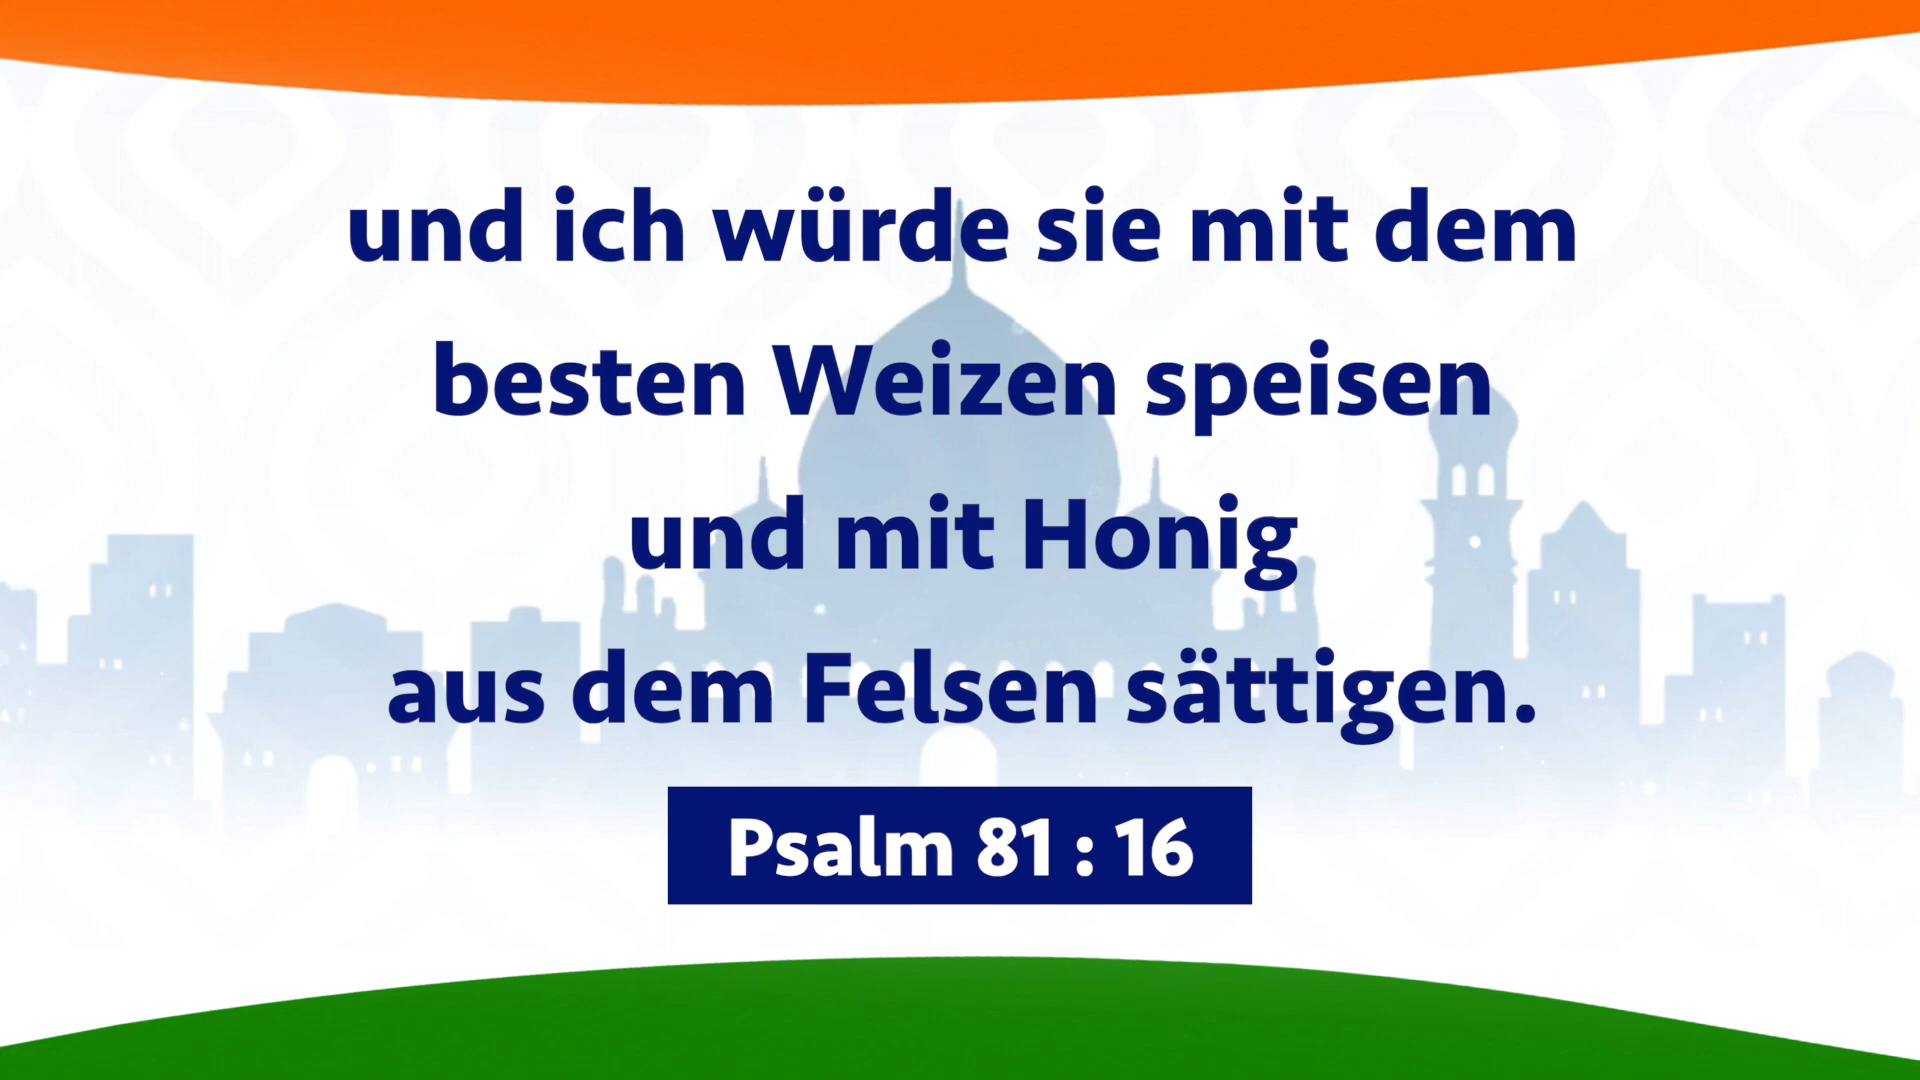 und ich würde sie mit dem
besten Weizen speisen
und mit Honig
aus dem Felsen sättigen.
Psalm 81 : 16